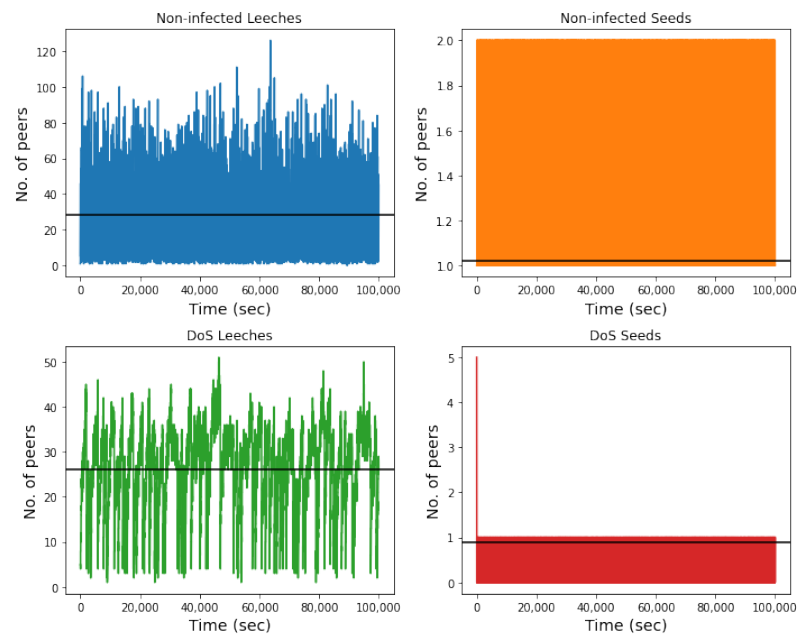 Non-infected Leeches
No. of peers
120
100
80
60
40
20
0
0 20,000 40,000 60,000 80,000 100,000
Time (sec)
Non-infected Seeds
No. of peers
2.0
1.8
1.6
1.4
1.2
1.0
0 20,000 40,000 60,000 80,000 100,000
Time (sec)
DoS Leeches
No. of peers
50
40
30
20
10
0
0 20,000 40,000 60,000 80,000 100,000
Time (sec)
DoS Seeds
No. of peers
5
4
3
2
1
0
0 20,000 40,000 60,000 80,000 100,000
Time (sec)